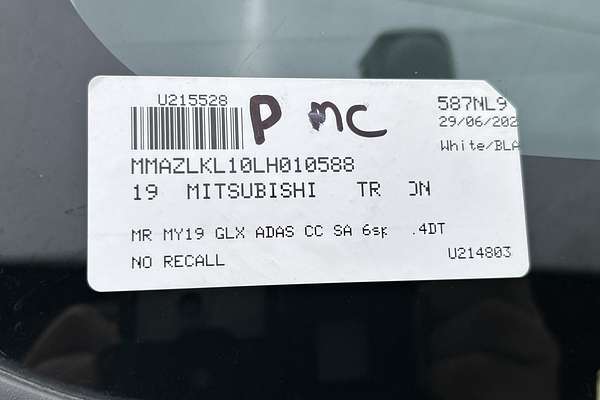 U215528
P MC
587NL9
29/06/202
White/BLA
MMAZLKL10LH010588
19 MITSUBISHI TR ON
MR MY19 GLX ADAS CC SA 6sp .4DT
NO RECALL
U214803